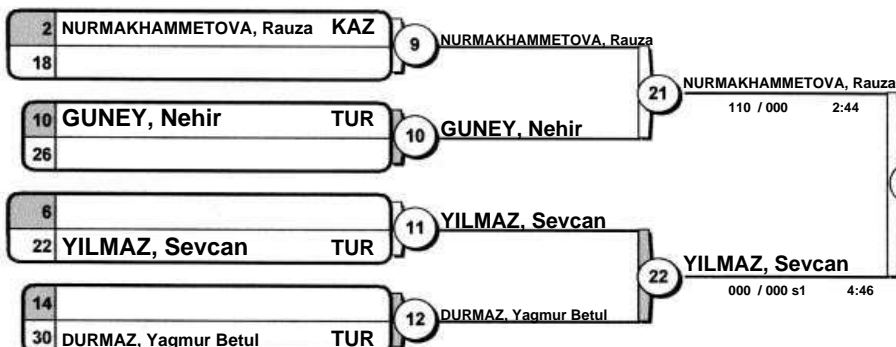 2 NURMAKHAMMETOVA, Rauza KAZ
18
9
NURMAKHAMMETOVA, Rauza
10 GUNEY, Nehir TUR
26
10
GUNEY, Nehir
21
NURMAKHAMMETOVA, Rauza
110 / 000 2:44
6
22 YILMAZ, Sevcan TUR
11
YILMAZ, Sevcan
14
30 DURMAZ, Yagmur Betul TUR
12
DURMAZ, Yagmur Betul
22
YILMAZ, Sevcan
000 / 000 s1 4:46